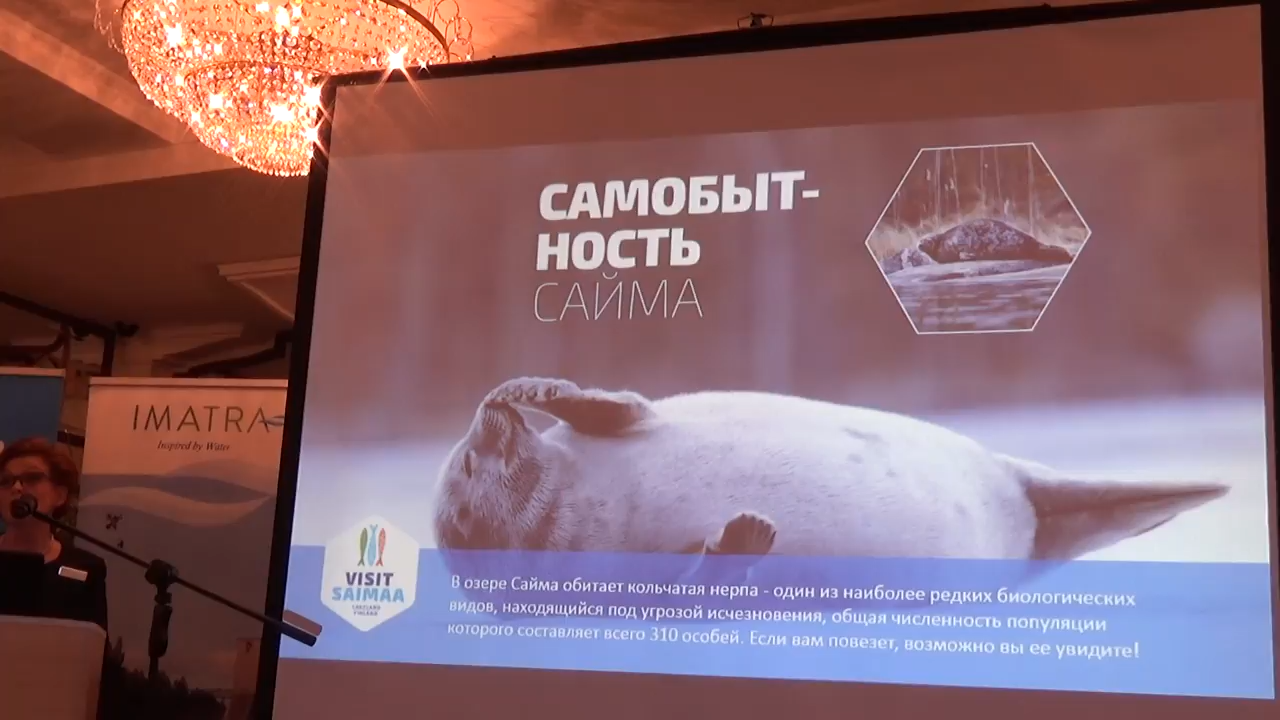 САМОБЫТ-
НОСТЬ
САЙМА
IMATRA
Inspired by Water
VISIT
SAIMAA
LAKELAND
FINLAND
В озере Сайма обитает кольчатая нерпа - один из наиболее редких биологических
видов, находящийся под угрозой исчезновения, общая численность популяции
которого составляет всего 310 особей. Если вам повезет, возможно вы ее увидите!